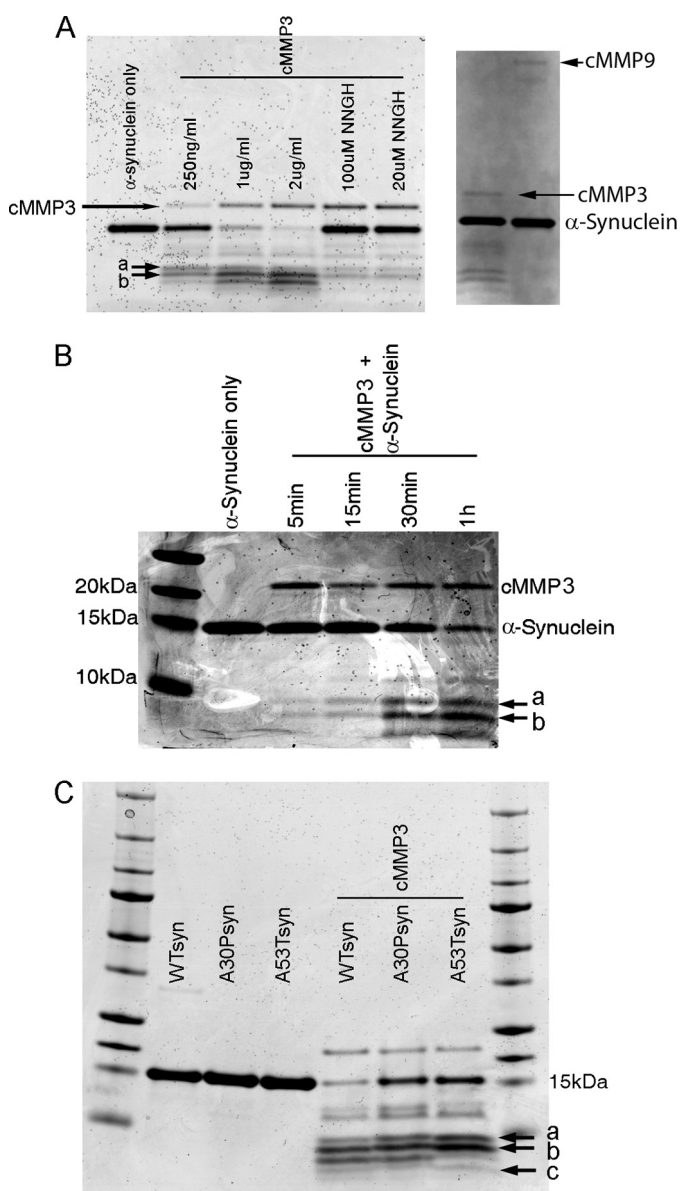 A
cMMP3
α-synuclein only
250ng/ml
1ug/ml
2ug/ml
100uM NNGH
20uM NNGH
cMMP3
a
b
cMMP9
cMMP3
α-Synuclein
B
α-Synuclein only
cMMP3 +
α-Synuclein
5min
15min
30min
1h
20kDa
15kDa
10kDa
cMMP3
α-Synuclein
a
b
C
cMMP3
WTsyn
A30Psyn
A53Tsyn
WTsyn
A30Psyn
A53Tsyn
15kDa
a
b
c